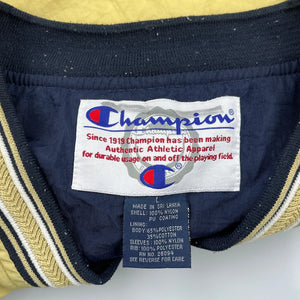 Champion
Since 1919 Champion has been making
Authentic Athletic Apparel
for durable usage on and off the playing field.
L
MADE IN SRI LANKA
SHELL: 100% NYLON
PU COATING
LINING:
BODY 65% POLYESTER
35% COTTON
SLEEVES: 100% NYLON
RIB: 100% POLYESTER
RN 26094
SEE REVERSE FOR CARE